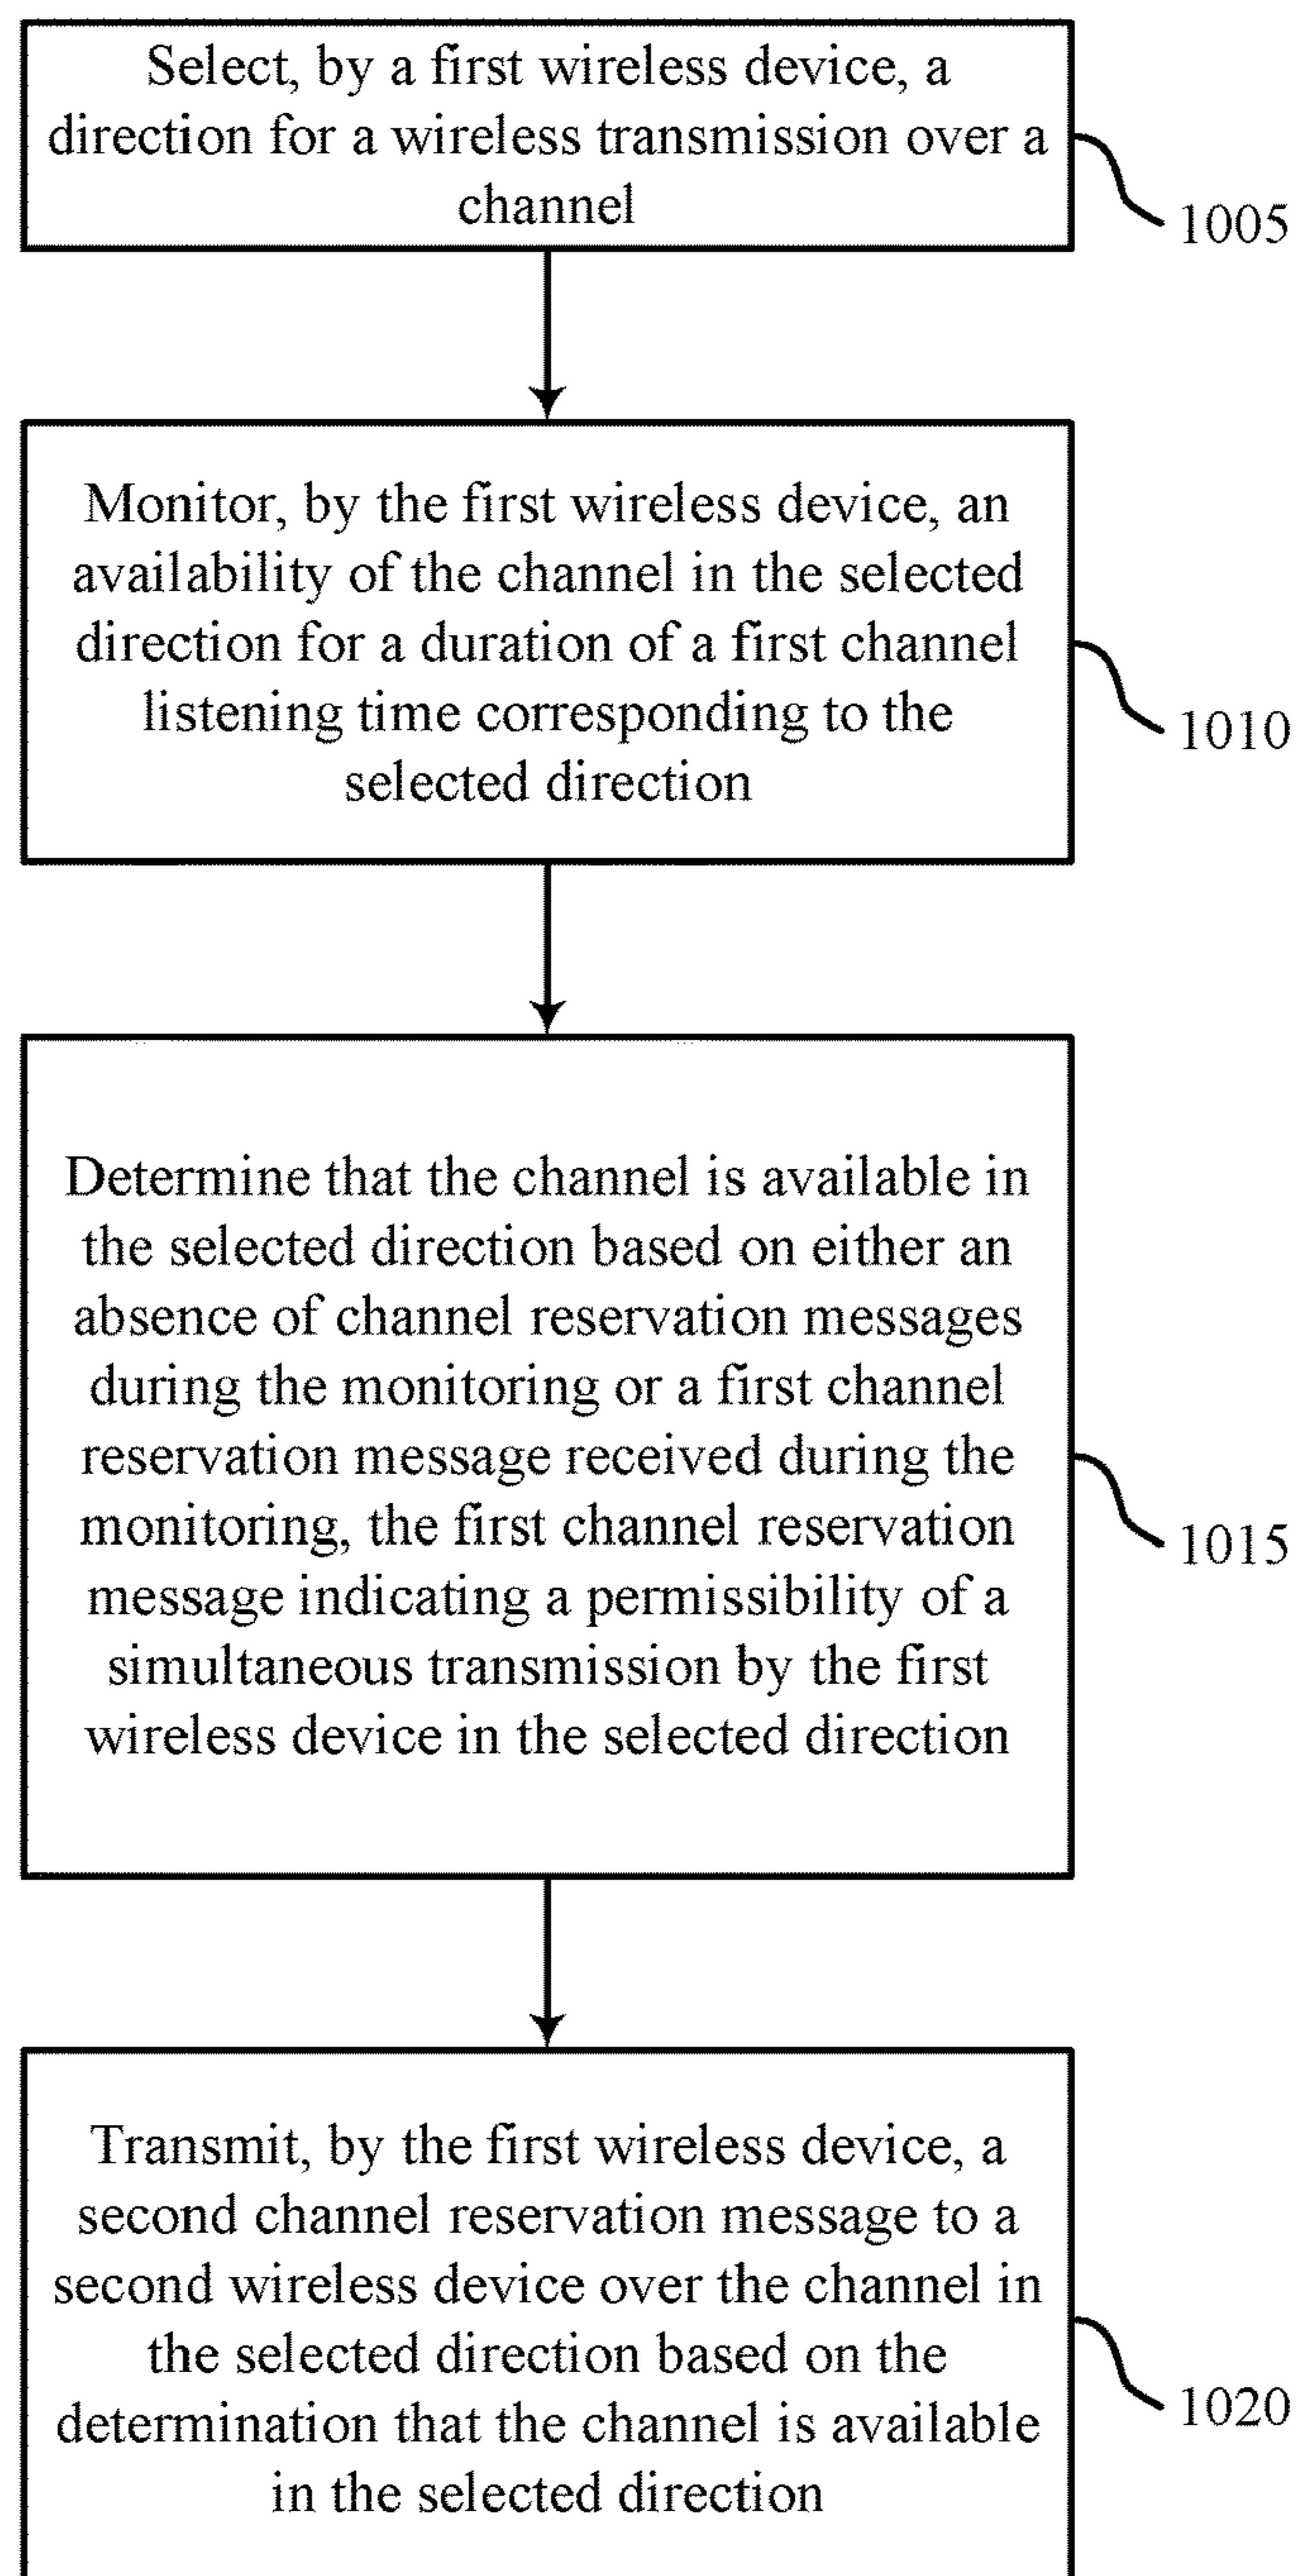 Select, by a first wireless device, a
direction for a wireless transmission over a
channel
1005
Monitor, by the first wireless device, an
availability of the channel in the selected
direction for a duration of a first channel
listening time corresponding to the
selected direction
1010
Determine that the channel is available in
the selected direction based on either an
absence of channel reservation messages
during the monitoring or a first channel
reservation message received during the
monitoring, the first channel reservation
message indicating a permissibility of a
simultaneous transmission by the first
wireless device in the selected direction
1015
Transmit, by the first wireless device, a
second channel reservation message to a
second wireless device over the channel in
the selected direction based on the
determination that the channel is available
in the selected direction
1020